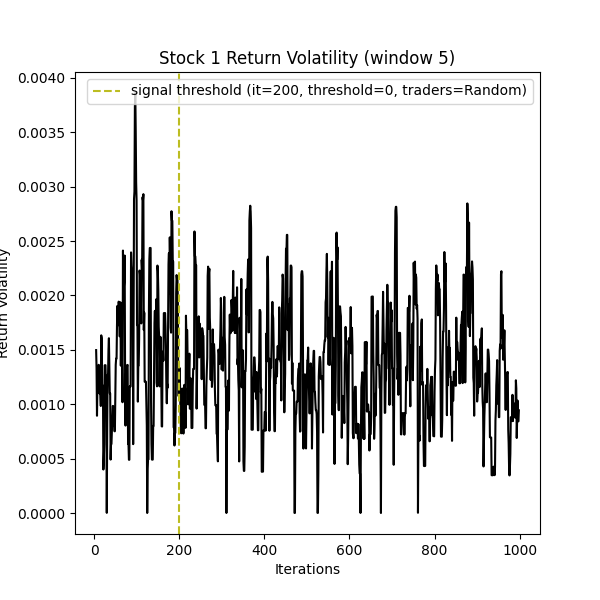 Stock 1 Return Volatility (window 5)
signal threshold (it=200, threshold=0, traders=Random)
Return Volatility
0.0040
0.0035
0.0030
0.0025
0.0020
0.0015
0.0010
0.0005
0.0000
0 200 400 600 800 1000
Iterations